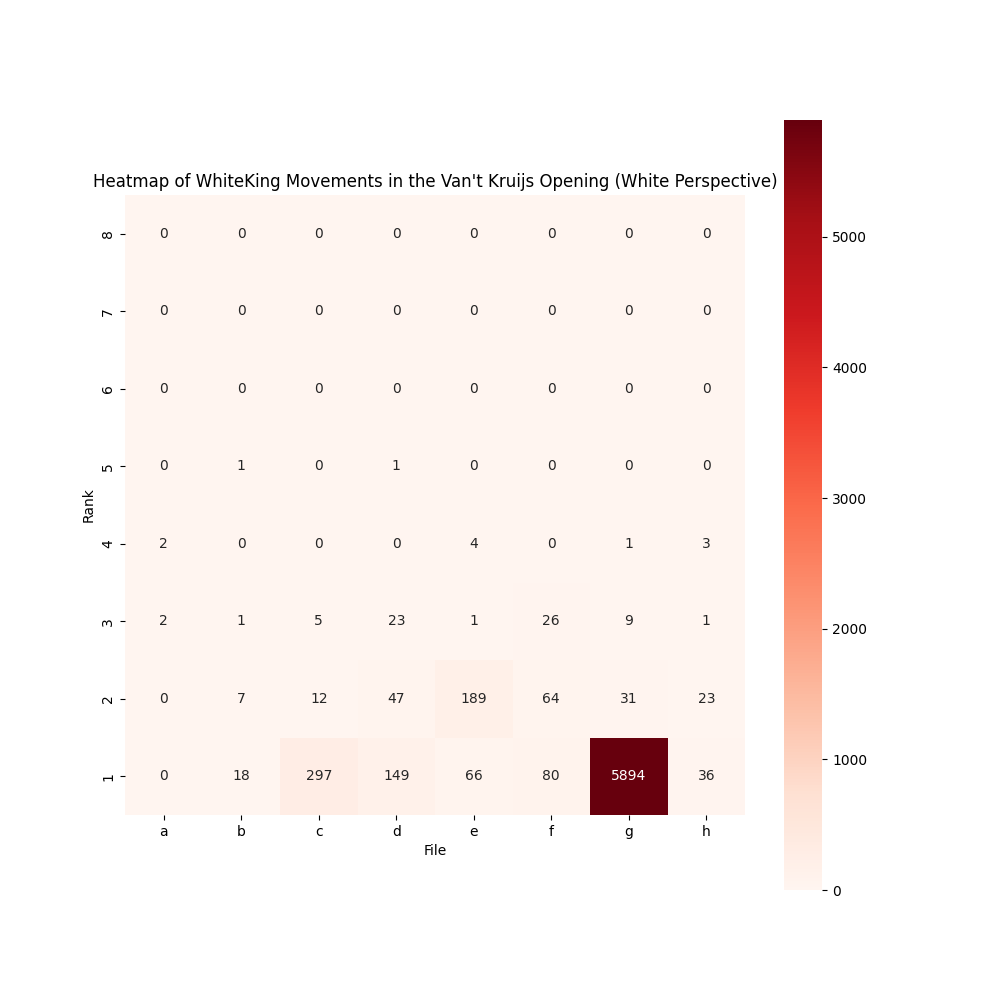 Heatmap of WhiteKing Movements in the Van't Kruijs Opening (White Perspective)
8 0 0 0 0 0 0 0 0
7 0 0 0 0 0 0 0 0
6 0 0 0 0 0 0 0 0
5 0 1 0 1 0 0 0 0
4 2 0 0 0 4 0 1 3
3 2 1 5 23 1 26 9 1
2 0 7 12 47 189 64 31 23
1 0 18 297 149 66 80 5894 36
a b c d e f g h
File
Rank
5000
4000
3000
2000
1000
0